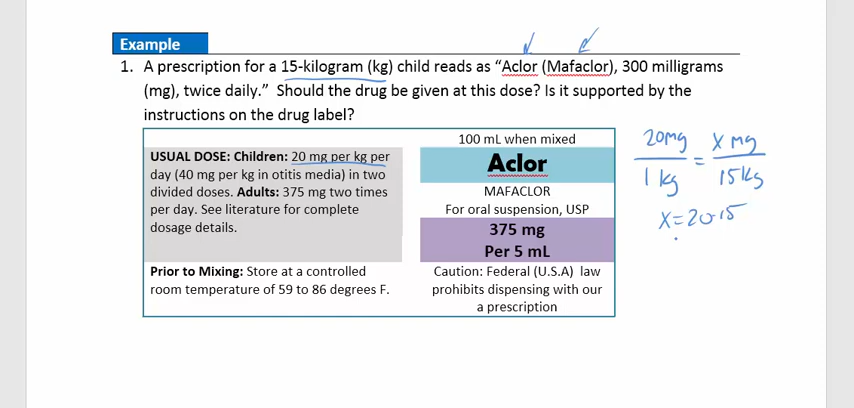 Example
1. A prescription for a 15-kilogram (kg) child reads as “Aclor (Mafaclor), 300 milligrams
(mg), twice daily.” Should the drug be given at this dose? Is it supported by the
instructions on the drug label?
USUAL DOSE: Children: 20 mg per kg per
day (40 mg per kg in otitis media) in two
divided doses. Adults: 375 mg two times
per day. See literature for complete
dosage details.
Prior to Mixing: Store at a controlled
room temperature of 59 to 86 degrees F.
100 mL when mixed
Aclor
MAFACLOR
For oral suspension, USP
375 mg
Per 5 mL
Caution: Federal (U.S.A) law
prohibits dispensing with our
a prescription
20mg = x mg
1 kg 15kg
x=20·15